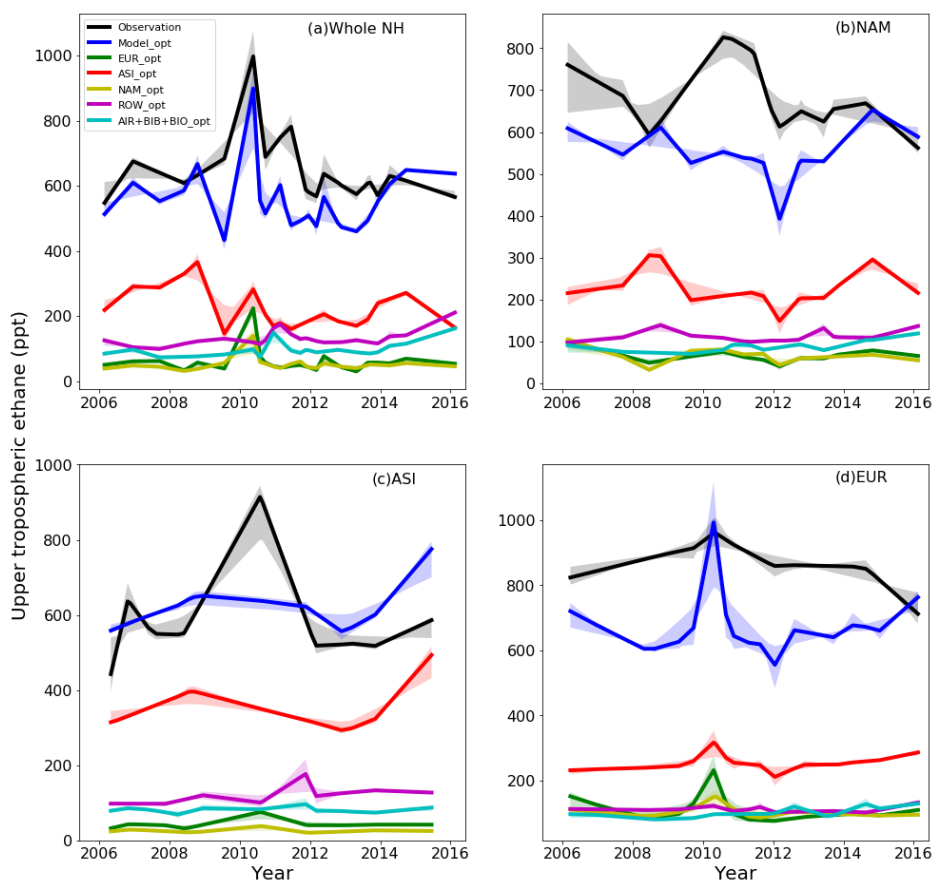 Upper tropospheric ethane (ppt)
(a)Whole NH
Observation
Model_opt
EUR_opt
ASI_opt
NAM_opt
ROW_opt
AIR+BIB+BIO_opt
1000
800
600
400
200
0
2006 2008 2010 2012 2014 2016
(b)NAM
800
700
600
500
400
300
200
100
0
2006 2008 2010 2012 2014 2016
(c)ASI
1000
800
600
400
200
0
2006 2008 2010 2012 2014 2016
Year
(d)EUR
1000
800
600
400
200
2006 2008 2010 2012 2014 2016
Year